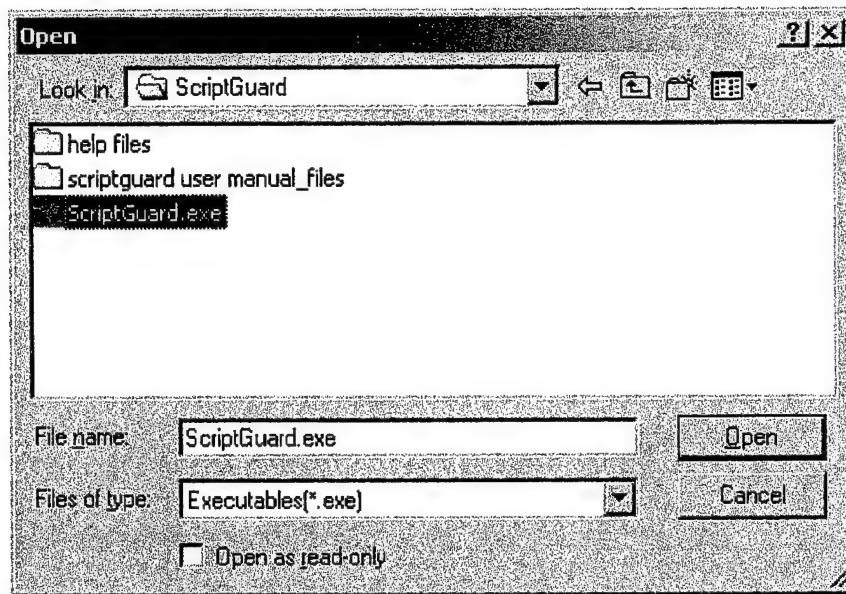 Open
Look in: ScriptGuard
help files
scriptguard user manual_files
ScriptGuard.exe
File name: ScriptGuard.exe Open
Files of type: Executables(*.exe) Cancel
Open as read-only